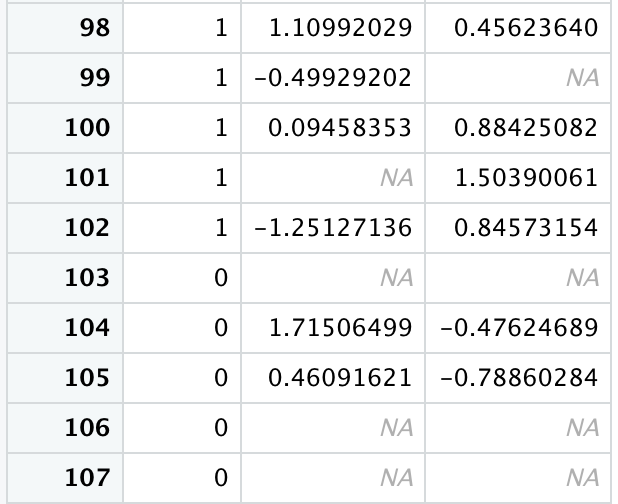 98 1 1.10992029 0.45623640
99 1 −0.49929202 NA
100 1 0.09458353 0.88425082
101 1 NA 1.50390061
102 1 −1.25127136 0.84573154
103 0 NA NA
104 0 1.71506499 −0.47624689
105 0 0.46091621 −0.78860284
106 0 NA NA
107 0 NA NA